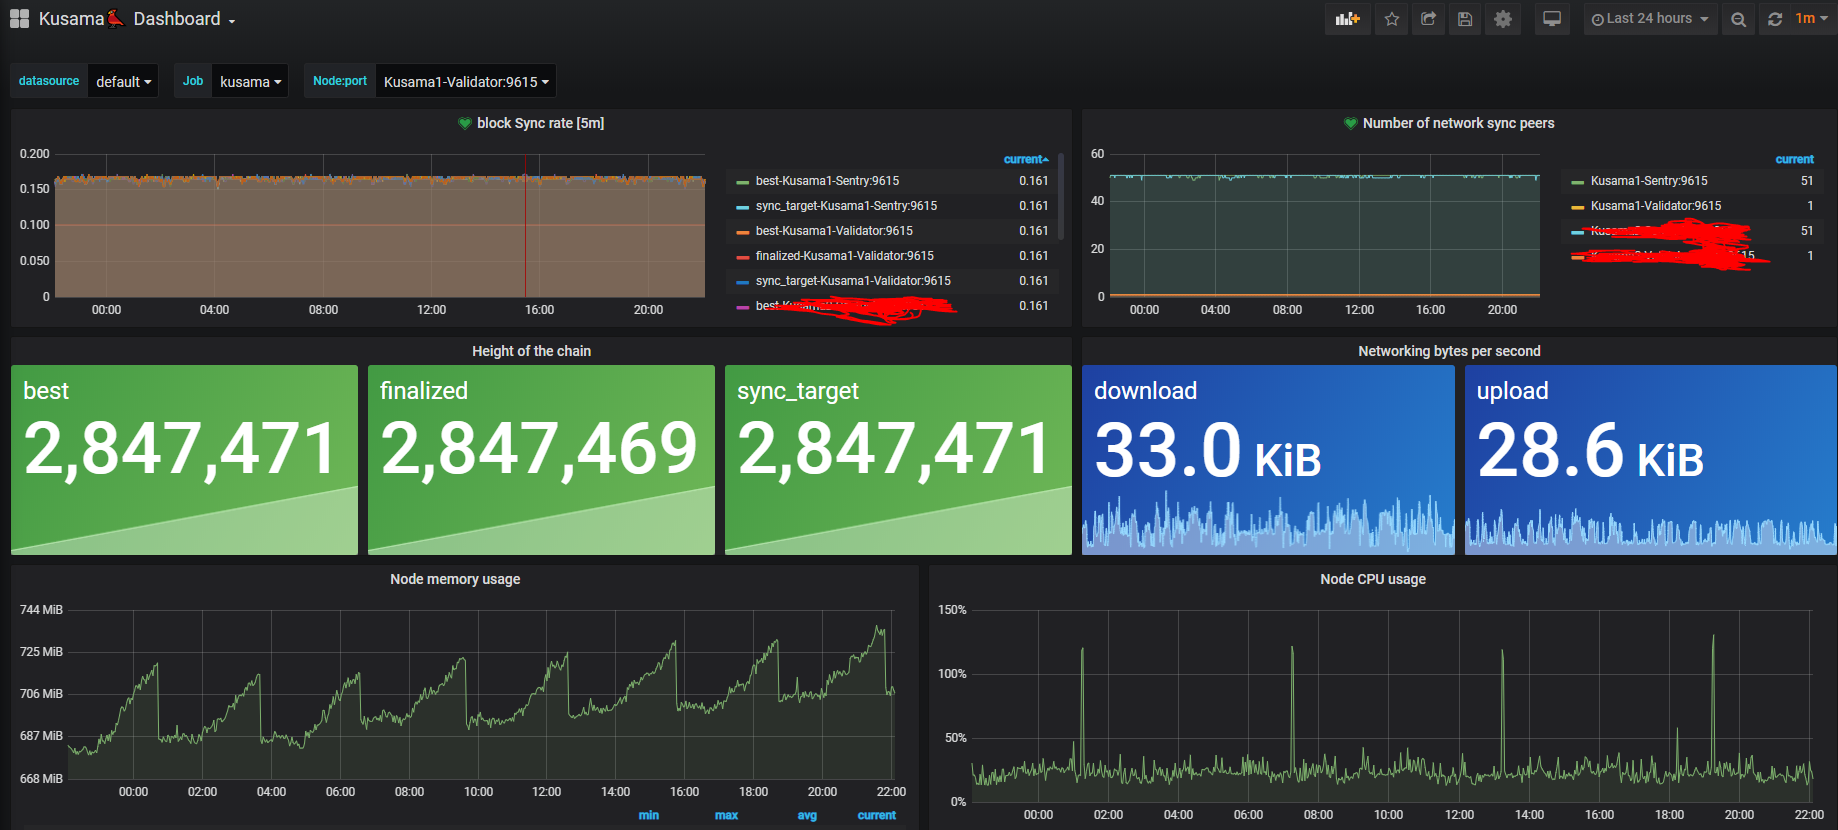 Kusama Dashboard
Last 24 hours
1m
datasource default
Job kusama
Node:port Kusama1-Validator:9615
block Sync rate [5m]
0.200
0.150
0.100
0.050
0
00:00 04:00 08:00 12:00 16:00 20:00
current
best-Kusama1-Sentry:9615 0.161
sync_target-Kusama1-Sentry:9615 0.161
best-Kusama1-Validator:9615 0.161
finalized-Kusama1-Validator:9615 0.161
sync_target-Kusama1-Validator:9615 0.161
0.161
Number of network sync peers
60
40
20
0
00:00 04:00 08:00 12:00 16:00 20:00
current
Kusama1-Sentry:9615 51
Kusama1-Validator:9615 1
51
1
Height of the chain
best
2,847,471
finalized
2,847,469
sync_target
2,847,471
Networking bytes per second
download
33.0 KiB
upload
28.6 KiB
Node memory usage
744 MiB
725 MiB
706 MiB
687 MiB
668 MiB
00:00 02:00 04:00 06:00 08:00 10:00 12:00 14:00 16:00 18:00 20:00 22:00
min max avg current
Node CPU usage
150%
100%
50%
0%
00:00 02:00 04:00 06:00 08:00 10:00 12:00 14:00 16:00 18:00 20:00 22:00